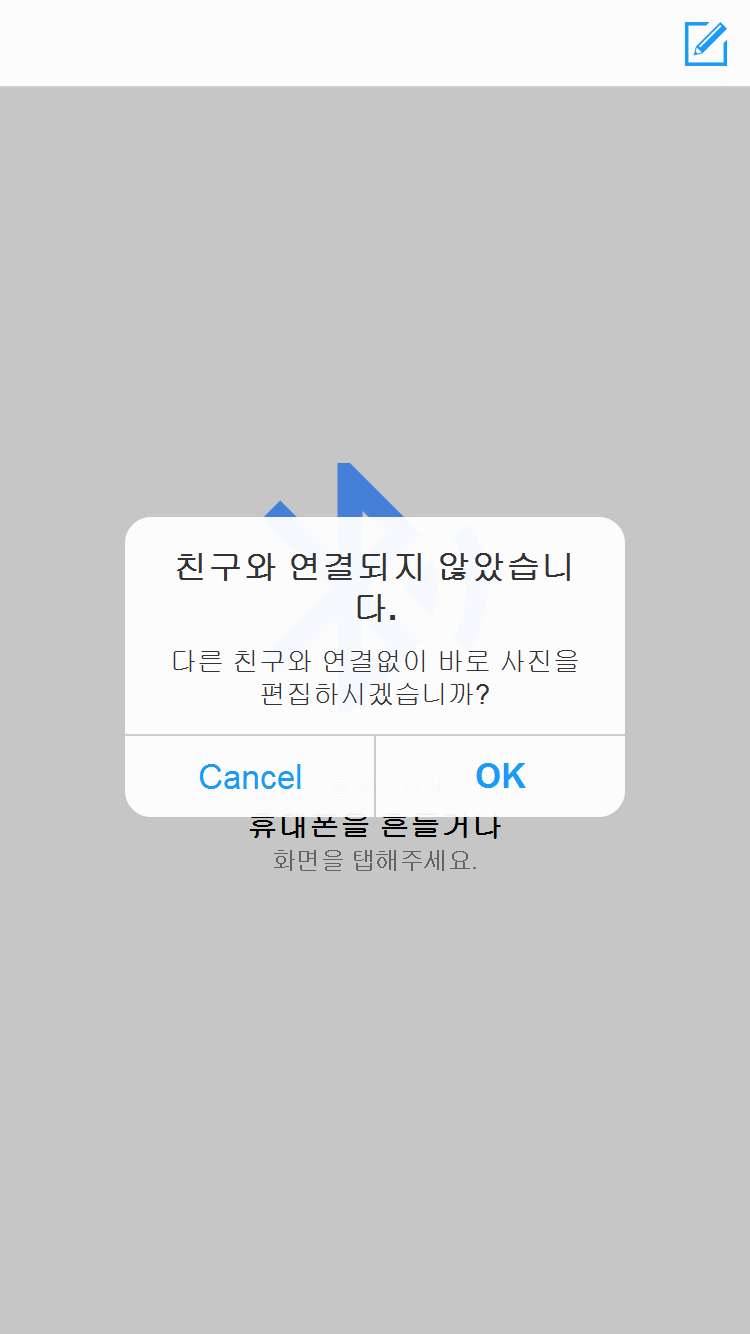 친구와 연결되지 않았습니
다.
다른 친구와 연결없이 바로 사진을
편집하시겠습니까?
Cancel
OK
휴대폰을 흔들거나
화면을 탭해주세요.